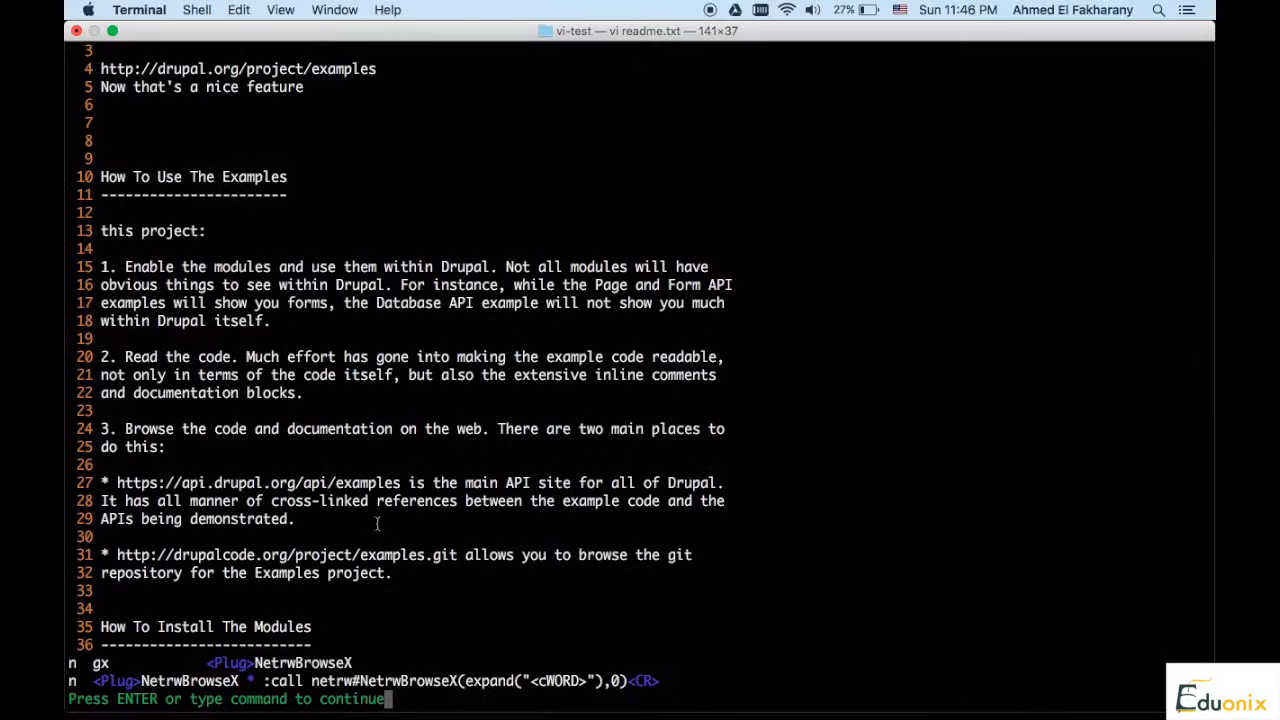 Terminal Shell Edit View Window Help 27% Sun 11:46 PM Ahmed El Fakharany
vi-test — vi readme.txt — 141×37
3
4 http://drupal.org/project/examples
5 Now that's a nice feature
6
7
8
9
10 How To Use The Examples
11 -----------------------
12
13 this project:
14
15 1. Enable the modules and use them within Drupal. Not all modules will have
16 obvious things to see within Drupal. For instance, while the Page and Form API
17 examples will show you forms, the Database API example will not show you much
18 within Drupal itself.
19
20 2. Read the code. Much effort has gone into making the example code readable,
21 not only in terms of the code itself, but also the extensive inline comments
22 and documentation blocks.
23
24 3. Browse the code and documentation on the web. There are two main places to
25 do this:
26
27 * https://api.drupal.org/api/examples is the main API site for all of Drupal.
28 It has all manner of cross-linked references between the example code and the
29 APIs being demonstrated.
30
31 * http://drupalcode.org/project/examples.git allows you to browse the git
32 repository for the Examples project.
33
34
35 How To Install The Modules
36 --------------------------
n  gx            <Plug>NetrwBrowseX
n  <Plug>NetrwBrowseX * :call netrw#NetrwBrowseX(expand("<cWORD>"),0)<CR>
Press ENTER or type command to continue
Eduonix